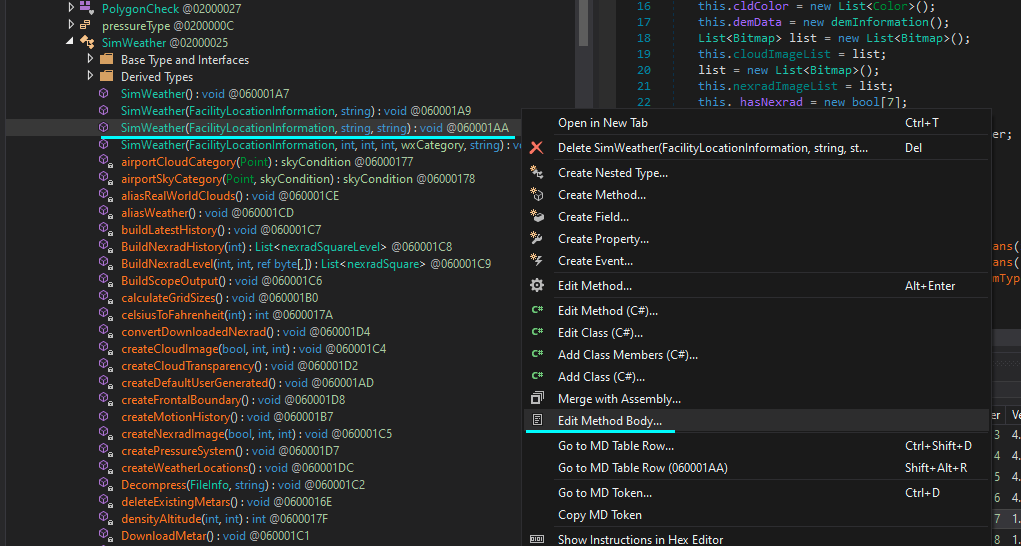 PolygonCheck @02000027
pressureType @0200000C
SimWeather @02000025
Base Type and Interfaces
Derived Types
SimWeather() : void @060001A7
SimWeather(FacilityLocationInformation, string) : void @060001A9
SimWeather(FacilityLocationInformation, string, string) : void @060001AA
SimWeather(FacilityLocationInformation, int, int, int, wxCategory, string) : vo
airportCloudCategory(Point) : skyCondition @06000177
airportSkyCategory(Point, skyCondition) : skyCondition @06000178
aliasRealWorldClouds() : void @060001CE
aliasWeather() : void @060001CD
buildLatestHistory() : void @060001C7
BuildNexradHistory(int) : List<nexradSquareLevel> @060001C8
BuildNexradLevel(int, int, ref byte[,]) : List<nexradSquare> @060001C9
BuildScopeOutput() : void @060001C6
calculateGridSizes() : void @060001B0
celsiusToFahrenheit(int) : int @0600017A
convertDownloadedNexrad() : void @060001D4
createCloudImage(bool, int, int) : void @060001C4
createCloudTransparency() : void @060001D2
createDefaultUserGenerated() : void @060001AD
createFrontalBoundary() : void @060001D8
createMotionHistory() : void @060001B7
createNexradImage(bool, int, int) : void @060001C5
createPressureSystem() : void @060001D7
createWeatherLocations() : void @060001DC
Decompress(FileInfo, string) : void @060001C2
deleteExistingMetars() : void @0600016E
densityAltitude(int, int) : int @0600017F
DownloadMetar() : void @060001C1
16 this.cldColor = new List<Color>();
17 this.demData = new demInformation();
18 List<Bitmap> list = new List<Bitmap>();
19 this.cloudImageList = list;
20 list = new List<Bitmap>();
21 this.nexradImageList = list;
22 this._hasNexrad = new bool[7];
er;
ans(
ans(
mTyp
Open in New Tab Ctrl+T
Delete SimWeather(FacilityLocationInformation, string, st... Del
Create Nested Type...
Create Method...
Create Field...
Create Property...
Create Event...
Edit Method... Alt+Enter
C# Edit Method (C#)...
C# Edit Class (C#)...
C# Add Class Members (C#)...
C# Add Class (C#)...
Merge with Assembly...
Edit Method Body...
Go to MD Table Row... Ctrl+Shift+D
Go to MD Table Row (060001AA) Shift+Alt+R
Go to MD Token... Ctrl+D
Copy MD Token
Show Instructions in Hex Editor
er Ve
3 4.
4 4.
5 4.
6 4.
7 1.
8 1.